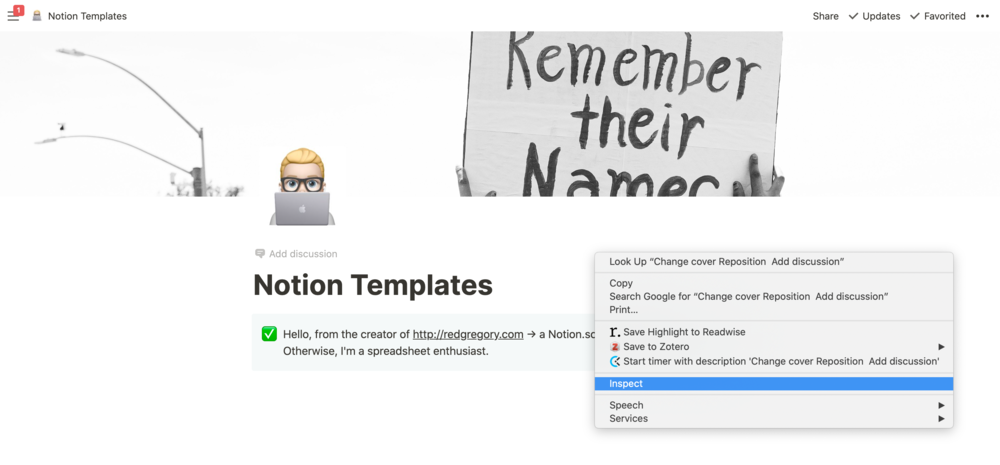 1
Notion Templates
Share
Updates
Favorited
Remember
their
Names
Add discussion
Notion Templates
Hello, from the creator of http://redgregory.com → a Notion.so
Otherwise, I'm a spreadsheet enthusiast.
Look Up “Change cover Reposition  Add discussion”
Copy
Search Google for “Change cover Reposition  Add discussion”
Print...
r. Save Highlight to Readwise
Z Save to Zotero
Start timer with description 'Change cover Reposition  Add discussion'
Inspect
Speech
Services